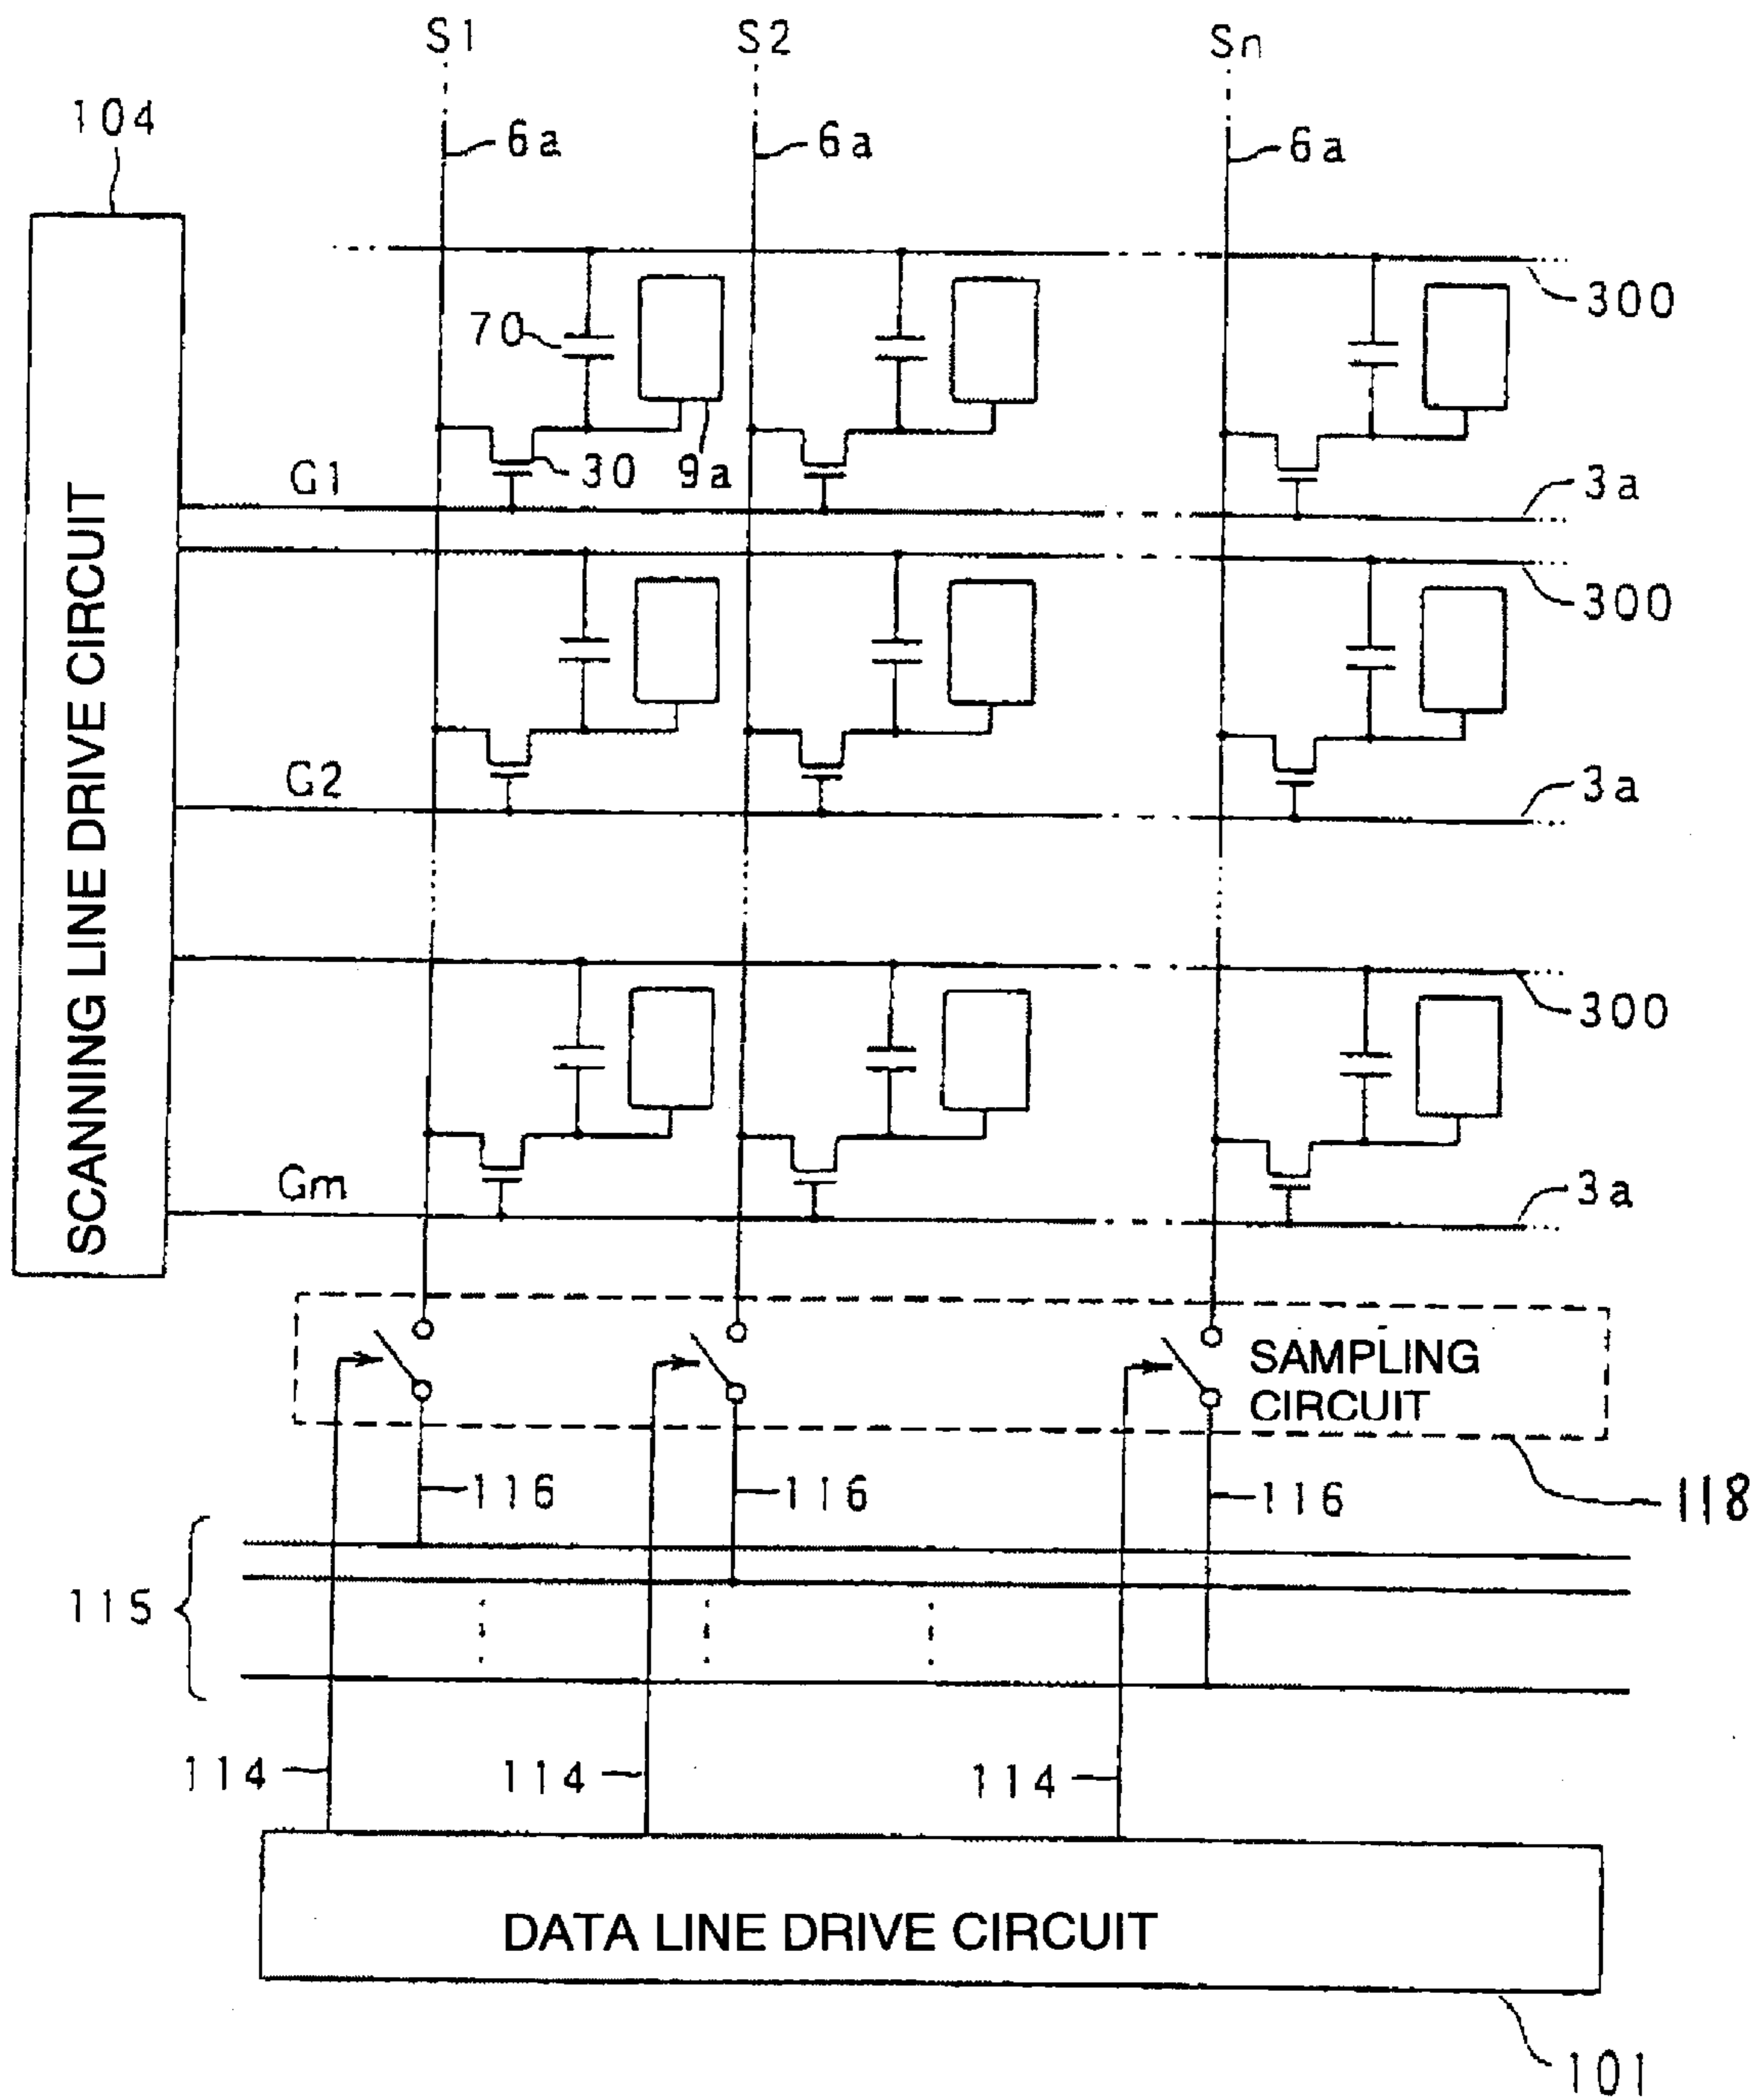 S1 S2 Sn
104
6a 6a 6a
300
70
G1 30 9a 3a
300
G2 3a
SCANNING LINE DRIVE CIRCUIT
300
Gm 3a
SAMPLING
CIRCUIT
116 116 116 118
115
114 114 114
DATA LINE DRIVE CIRCUIT
101